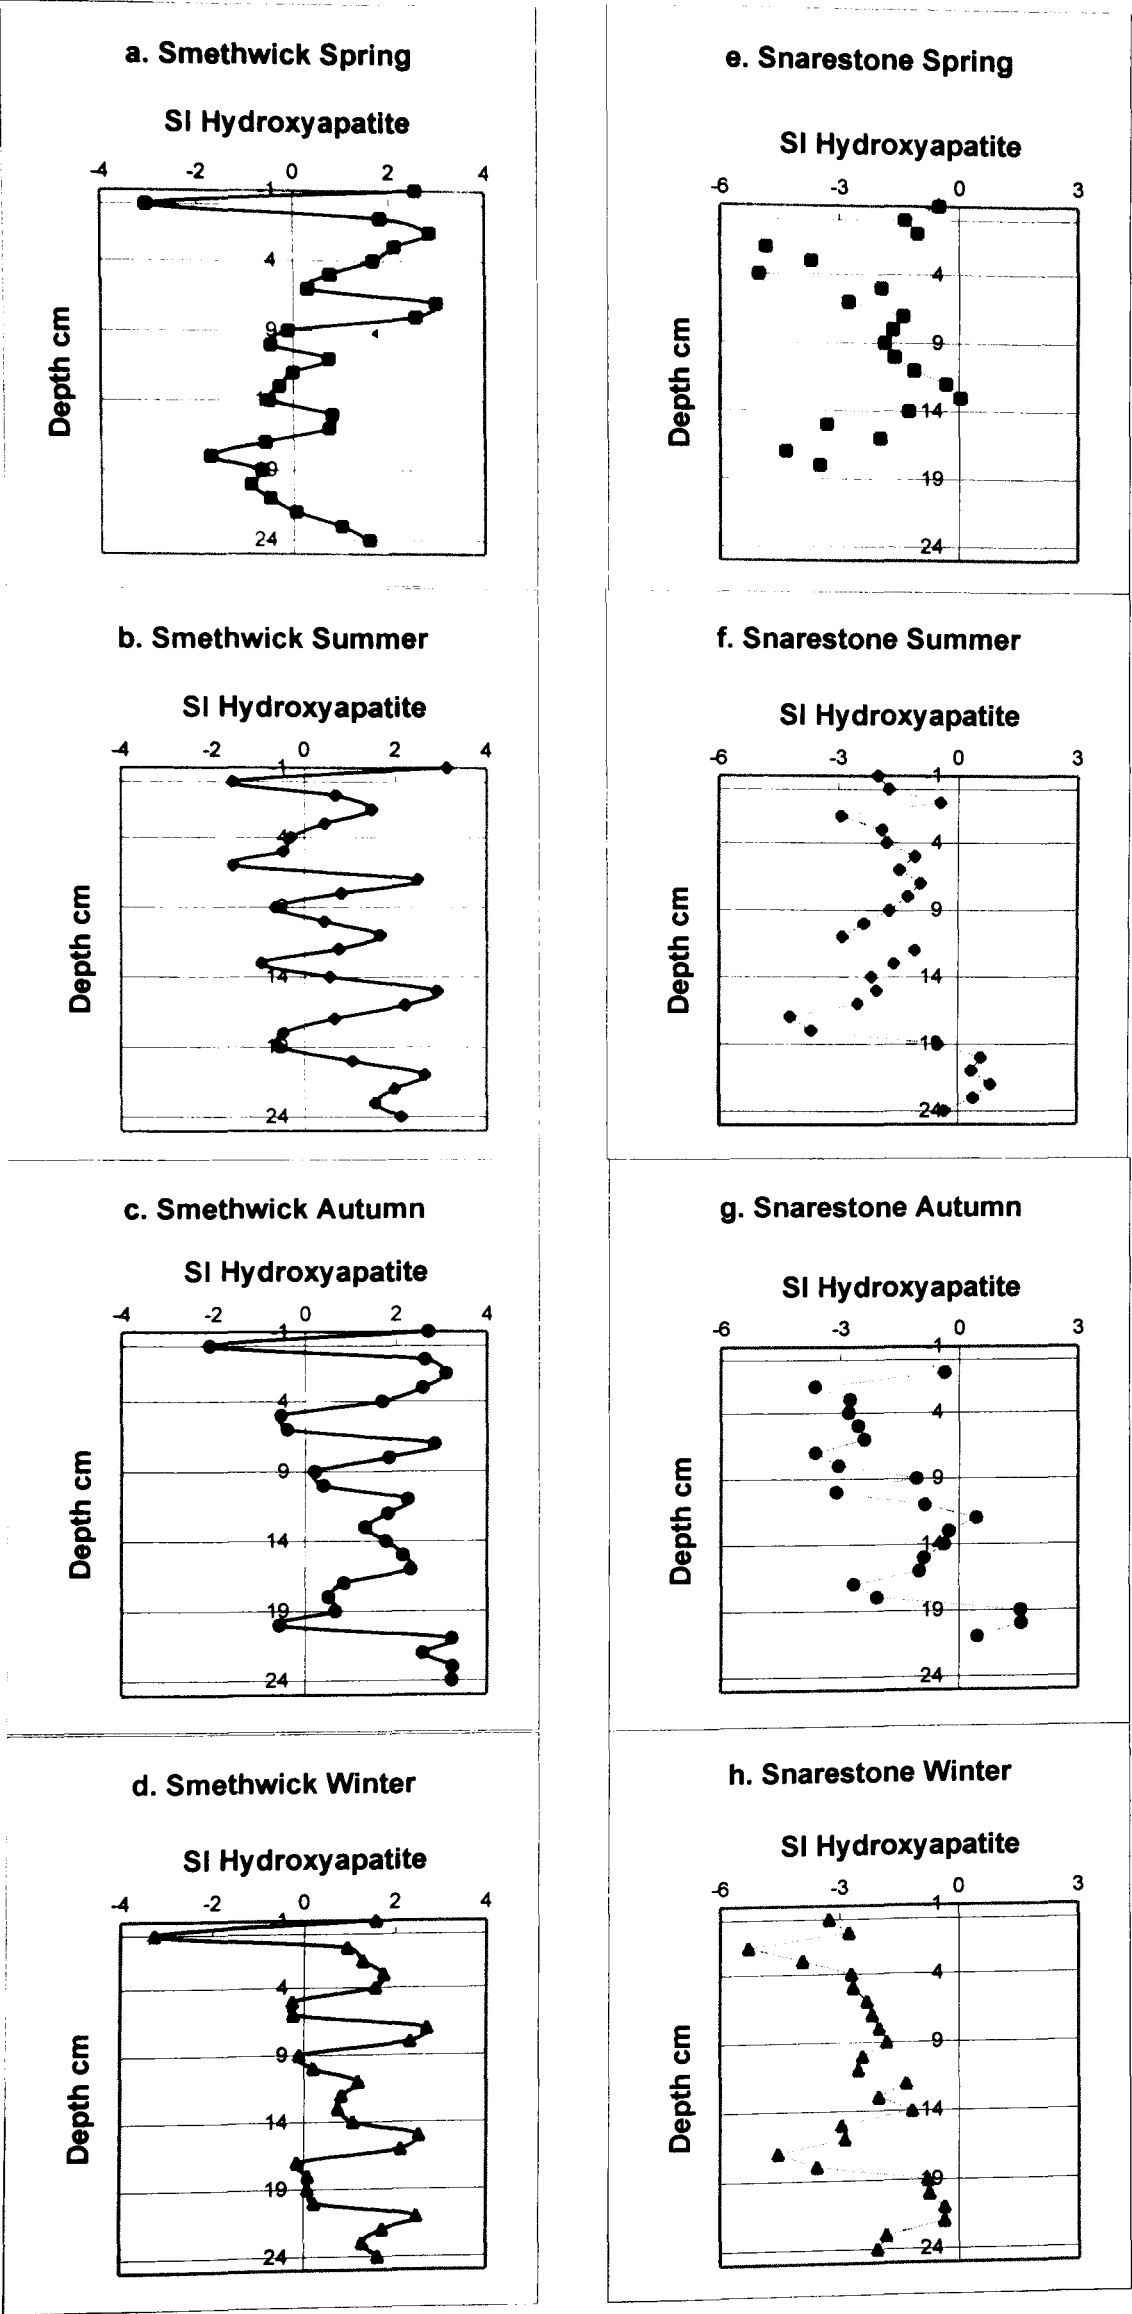 a. Smethwick Spring
SI Hydroxyapatite
-4 -2 0 2 4
-1
4
9
24
Depth cm
b. Smethwick Summer
SI Hydroxyapatite
-4 -2 0 2 4
-1
4
14
24
Depth cm
c. Smethwick Autumn
SI Hydroxyapatite
-4 -2 0 2 4
-1
4
9
14
19
24
Depth cm
d. Smethwick Winter
SI Hydroxyapatite
-4 -2 0 2 4
-1
4
9
14
19
24
Depth cm
e. Snarestone Spring
SI Hydroxyapatite
-6 -3 0 3
4
9
14
19
24
Depth cm
f. Snarestone Summer
SI Hydroxyapatite
-6 -3 0 3
-1
4
9
14
19
24
Depth cm
g. Snarestone Autumn
SI Hydroxyapatite
-6 -3 0 3
-1
4
9
14
19
24
Depth cm
h. Snarestone Winter
SI Hydroxyapatite
-6 -3 0 3
-1
4
9
14
19
24
Depth cm